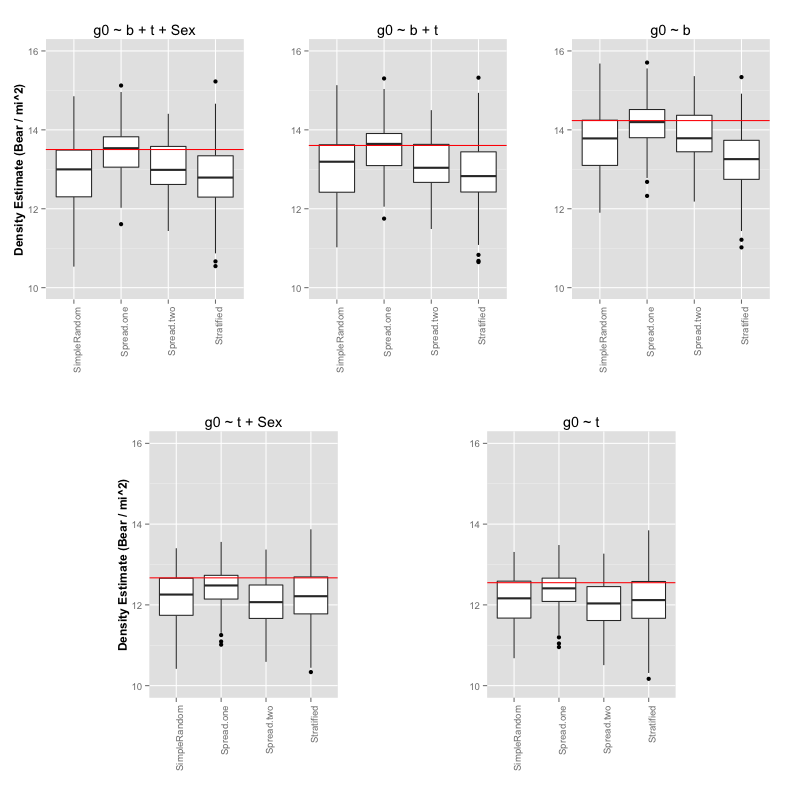 g0 ~ b + t + Sex
g0 ~ b + t
g0 ~ b
Density Estimate (Bear / mi^2)
16
14
12
10
16
14
12
10
16
14
12
10
SimpleRandom
Spread.one
Spread.two
Stratified
SimpleRandom
Spread.one
Spread.two
Stratified
SimpleRandom
Spread.one
Spread.two
Stratified
g0 ~ t + Sex
g0 ~ t
Density Estimate (Bear / mi^2)
16
14
12
10
16
14
12
10
SimpleRandom
Spread.one
Spread.two
Stratified
SimpleRandom
Spread.one
Spread.two
Stratified